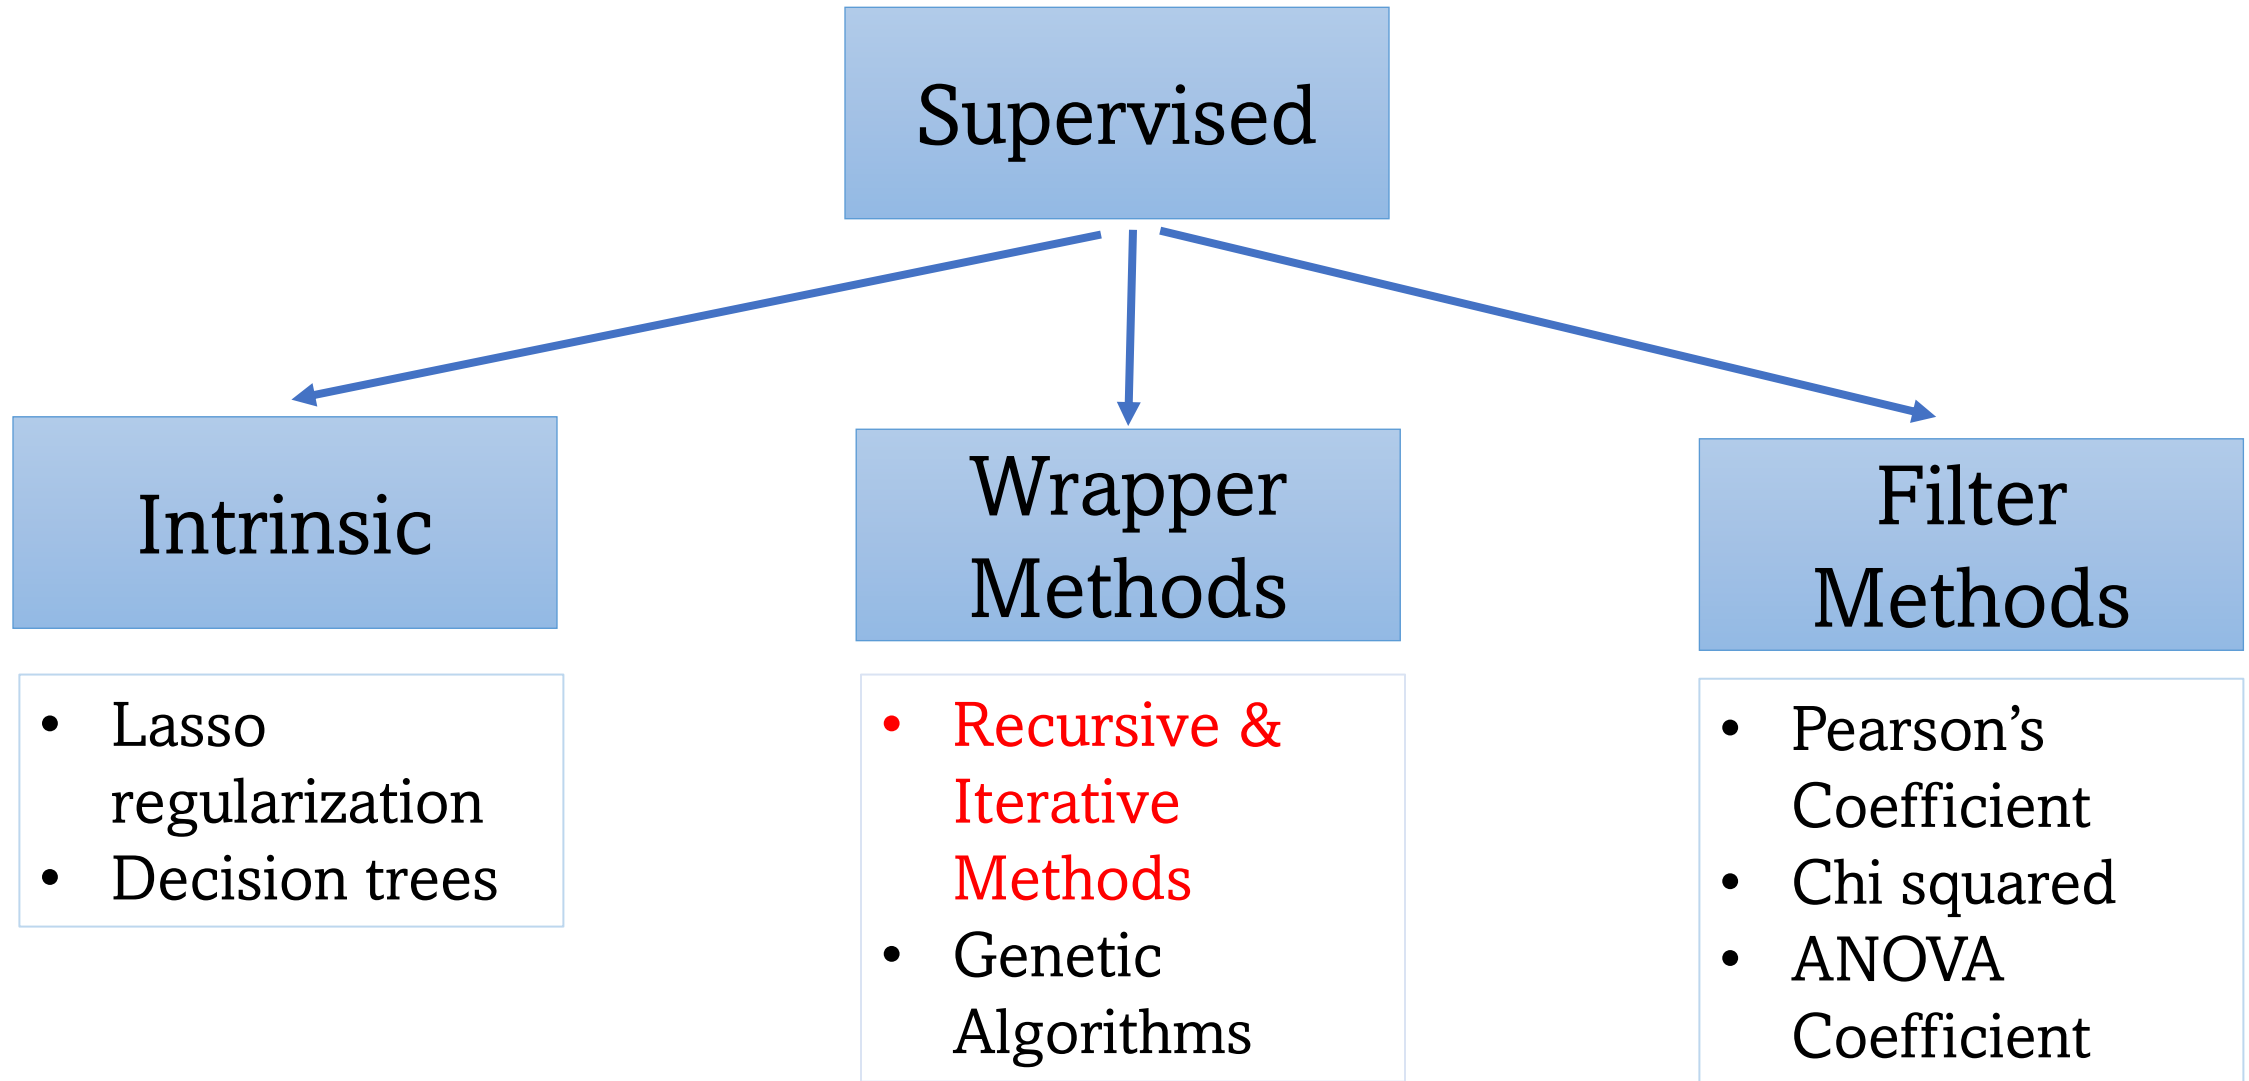 Supervised
Intrinsic
Wrapper
Methods
Filter
Methods
• Lasso
regularization
• Decision trees
• Recursive &
Iterative
Methods
• Genetic
Algorithms
• Pearson’s
Coefficient
• Chi squared
• ANOVA
Coefficient